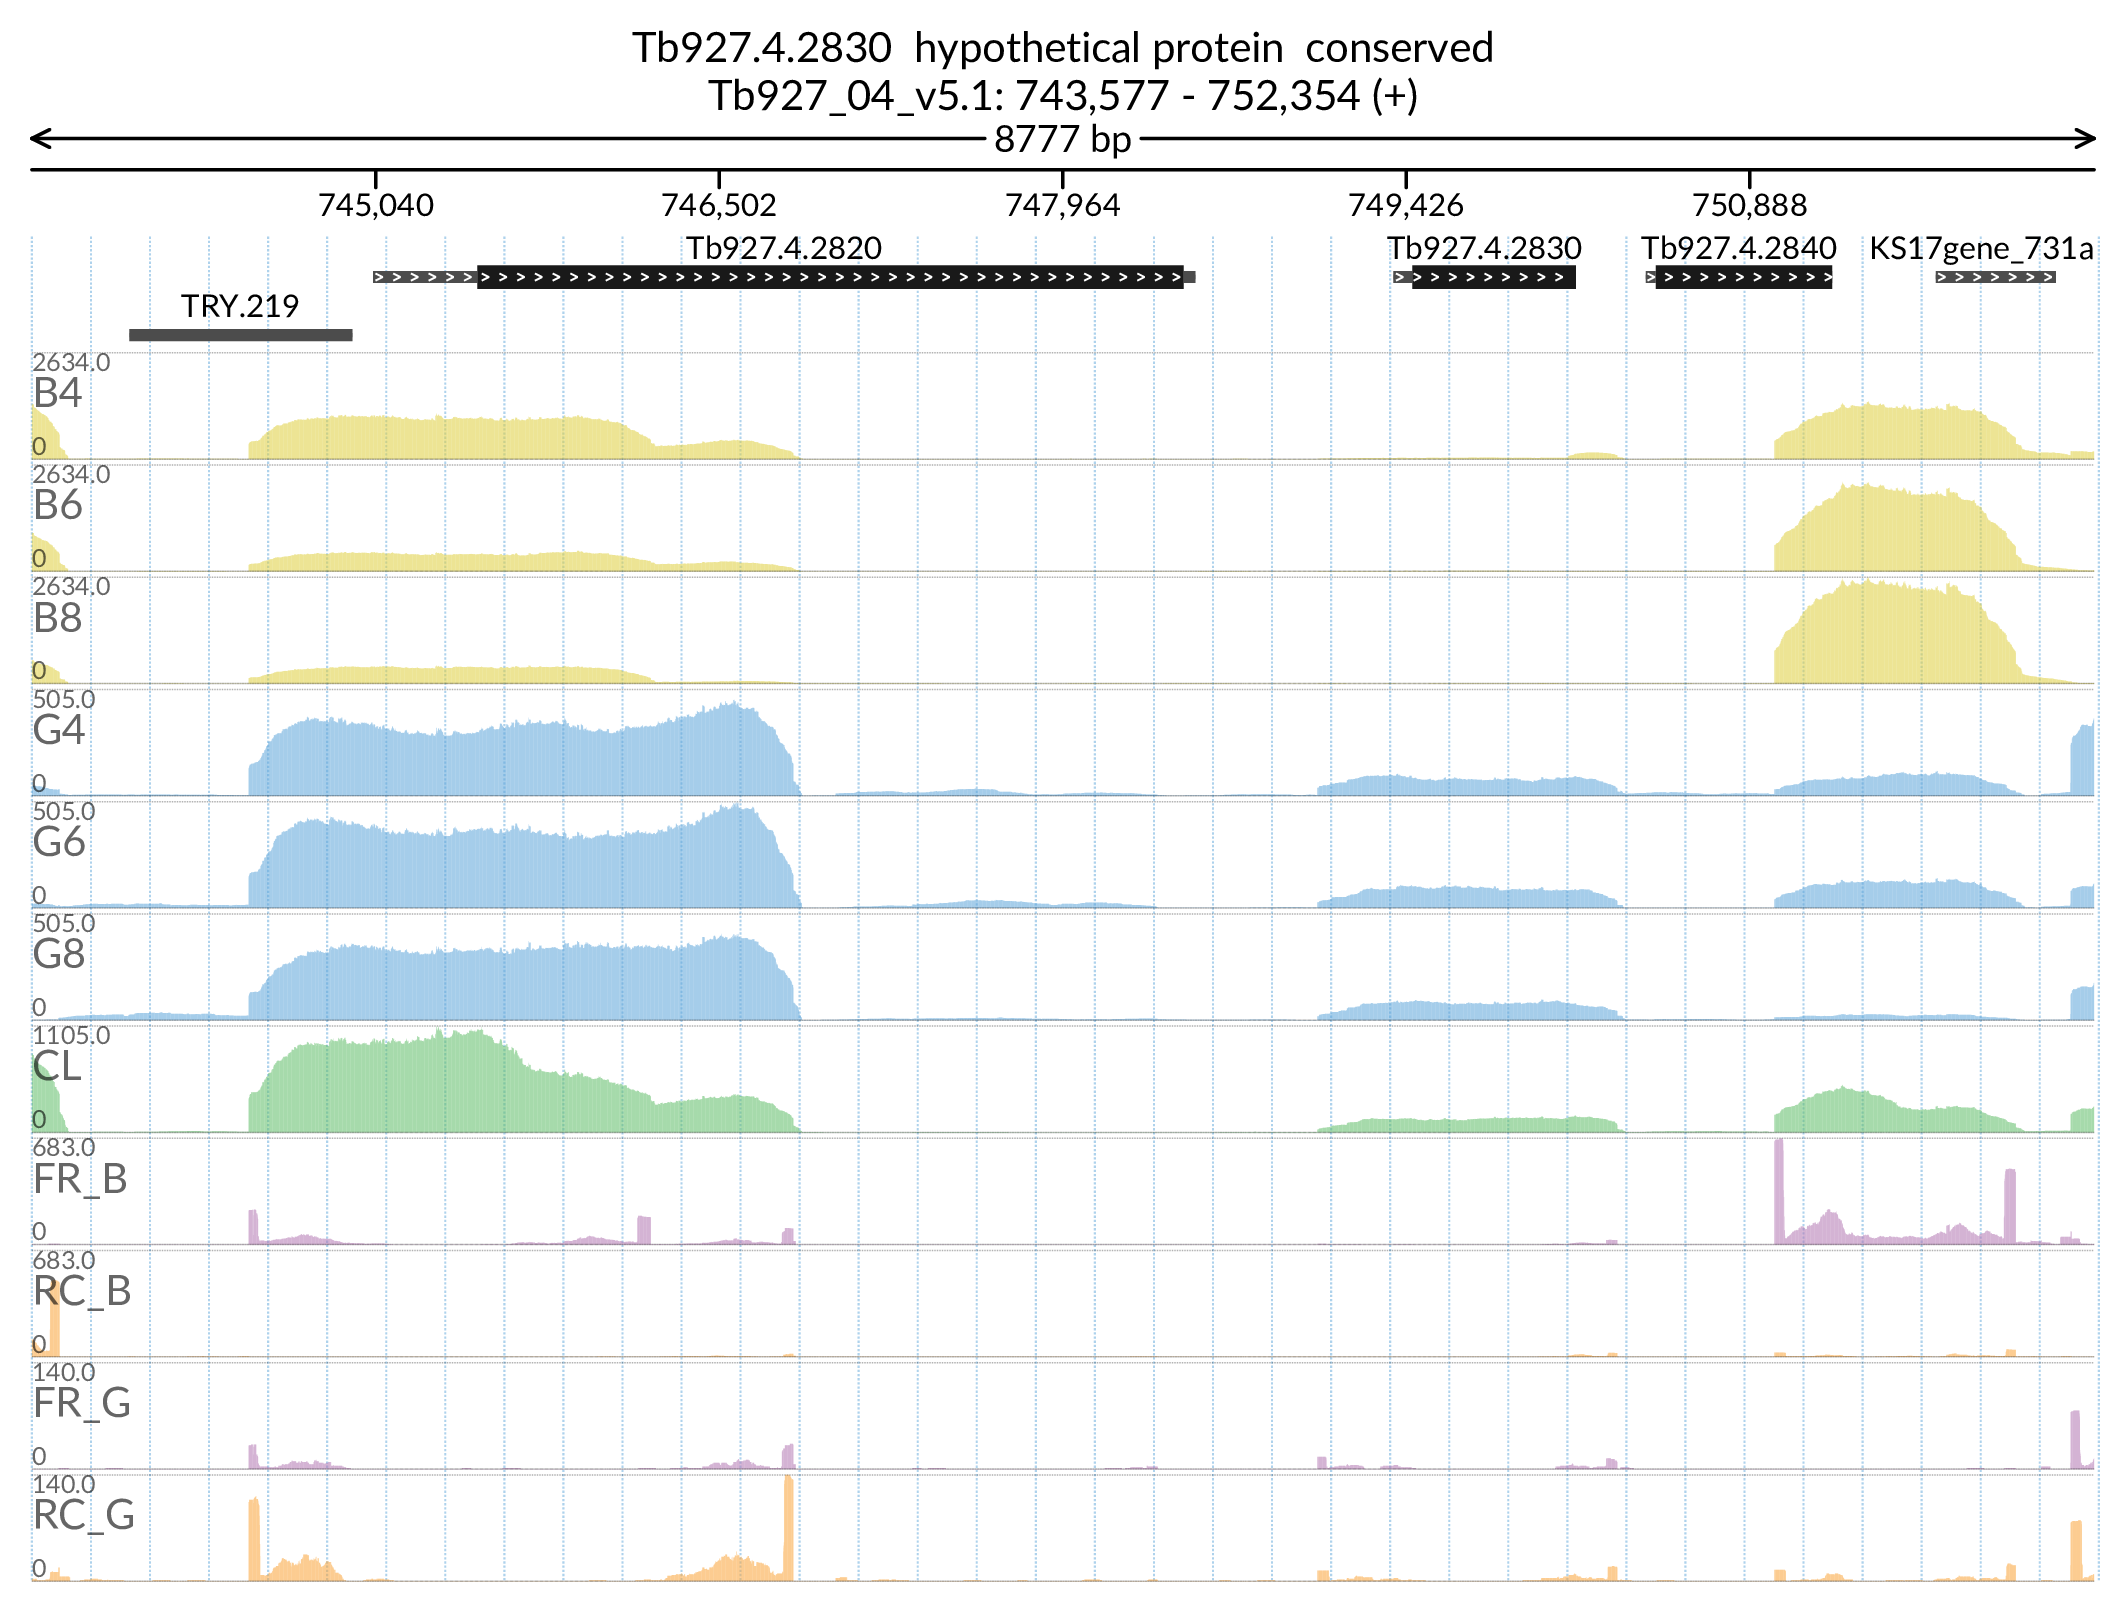 Tb927.4.2830  hypothetical protein  conserved
Tb927_04_v5.1: 743,577 - 752,354 (+)
8777 bp
745,040 746,502 747,964 749,426 750,888
Tb927.4.2820 Tb927.4.2830 Tb927.4.2840 KS17gene_731a
TRY.219
2634.0
B4
0
2634.0
B6
0
2634.0
B8
0
505.0
G4
0
505.0
G6
0
505.0
G8
0
1105.0
CL
0
683.0
FR_B
0
683.0
RC_B
0
140.0
FR_G
0
140.0
RC_G
0